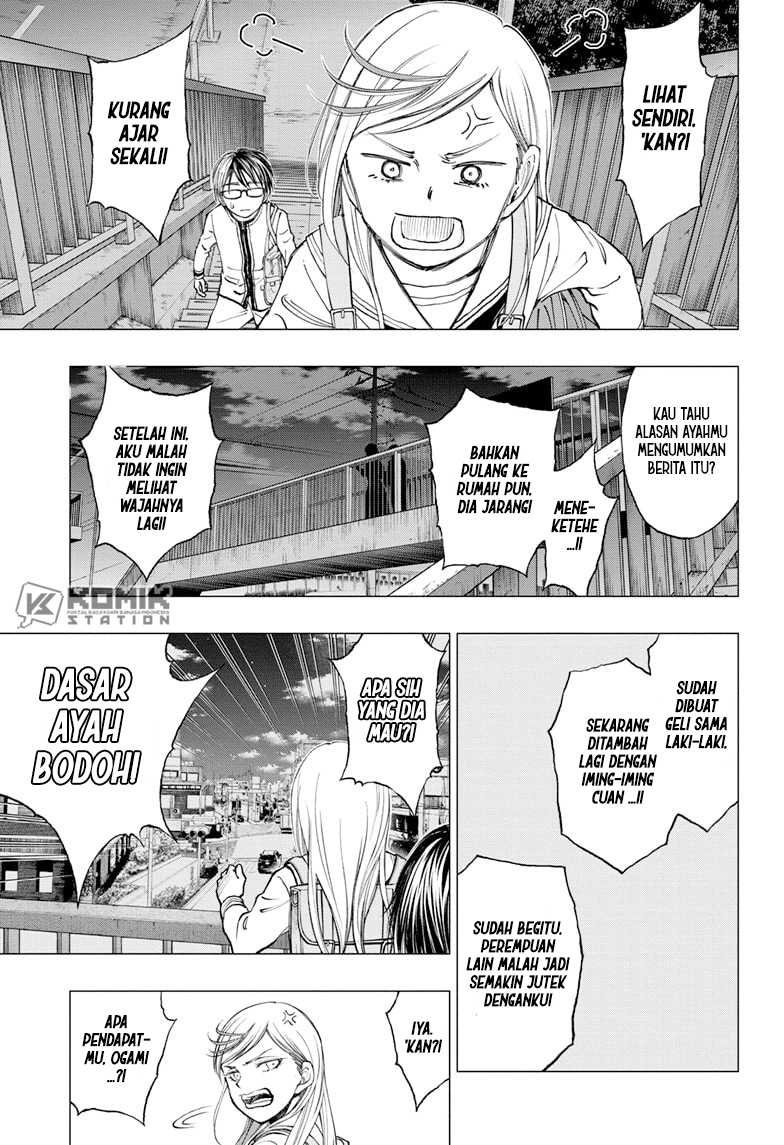 LIHAT
SENDIRI,
'KAN?!
KURANG
AJAR
SEKALI!
KAU TAHU
ALASAN AYAHMU
MENGUMUMKAN
BERITA ITU?
MENE-
KETEHE
...!!
BAHKAN
PULANG KE
RUMAH PUN,
DIA JARANG!
SETELAH INI,
AKU MALAH
TIDAK INGIN
MELIHAT
WAJAHNYA
LAGI!
KOMIK
STATION
SUDAH
DIBUAT
GELI SAMA
LAKI-LAKI,
SEKARANG
DITAMBAH
LAGI DENGAN
IMING-IMING
CUAN ...!!
SUDAH BEGITU,
PEREMPUAN
LAIN MALAH JADI
SEMAKIN JUTEK
DENGANKU!
APA SIH
YANG DIA
MAU?!
DASAR
AYAH
BODOH!
IYA,
'KAN?!
APA
PENDAPAT-
MU, OGAMI
...?!